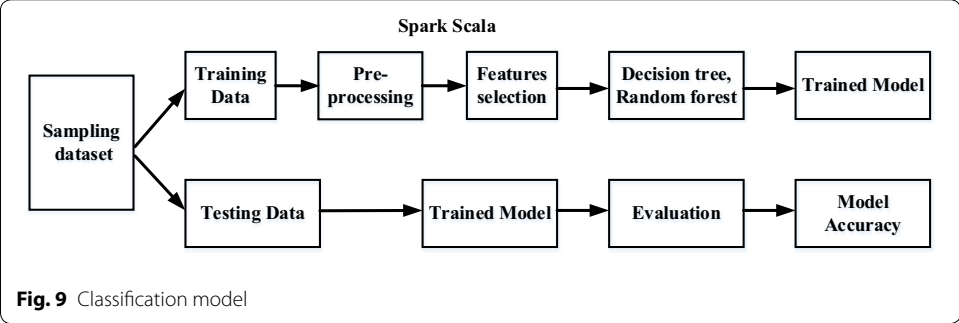 Spark Scala
Sampling
dataset
Training
Data
Pre-
processing
Features
selection
Decision tree,
Random forest
Trained Model
Testing Data
Trained Model
Evaluation
Model
Accuracy
Fig. 9 Classification model